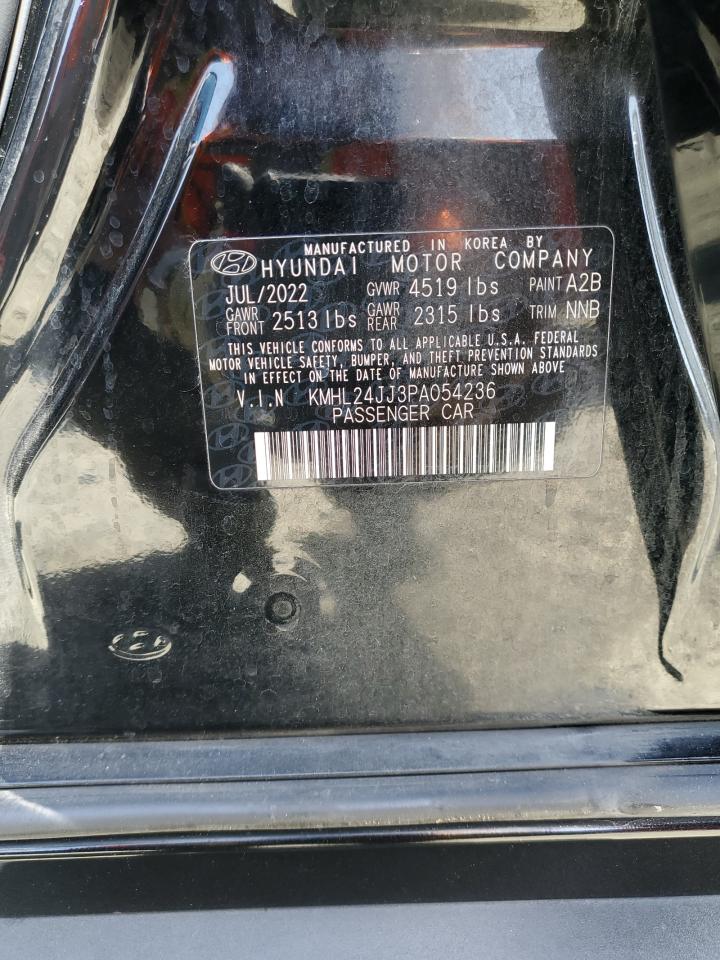 MANUFACTURED IN KOREA BY
HYUNDAI MOTOR COMPANY
JUL/2022 GVWR 4519 lbs PAINT A2B
GAWR FRONT 2513 lbs GAWR REAR 2315 lbs TRIM NNB
THIS VEHICLE CONFORMS TO ALL APPLICABLE U.S.A. FEDERAL
MOTOR VEHICLE SAFETY, BUMPER, AND THEFT PREVENTION STANDARDS
IN EFFECT ON THE DATE OF MANUFACTURE SHOWN ABOVE
V.I.N KMHL24JJ3PA054236
PASSENGER CAR